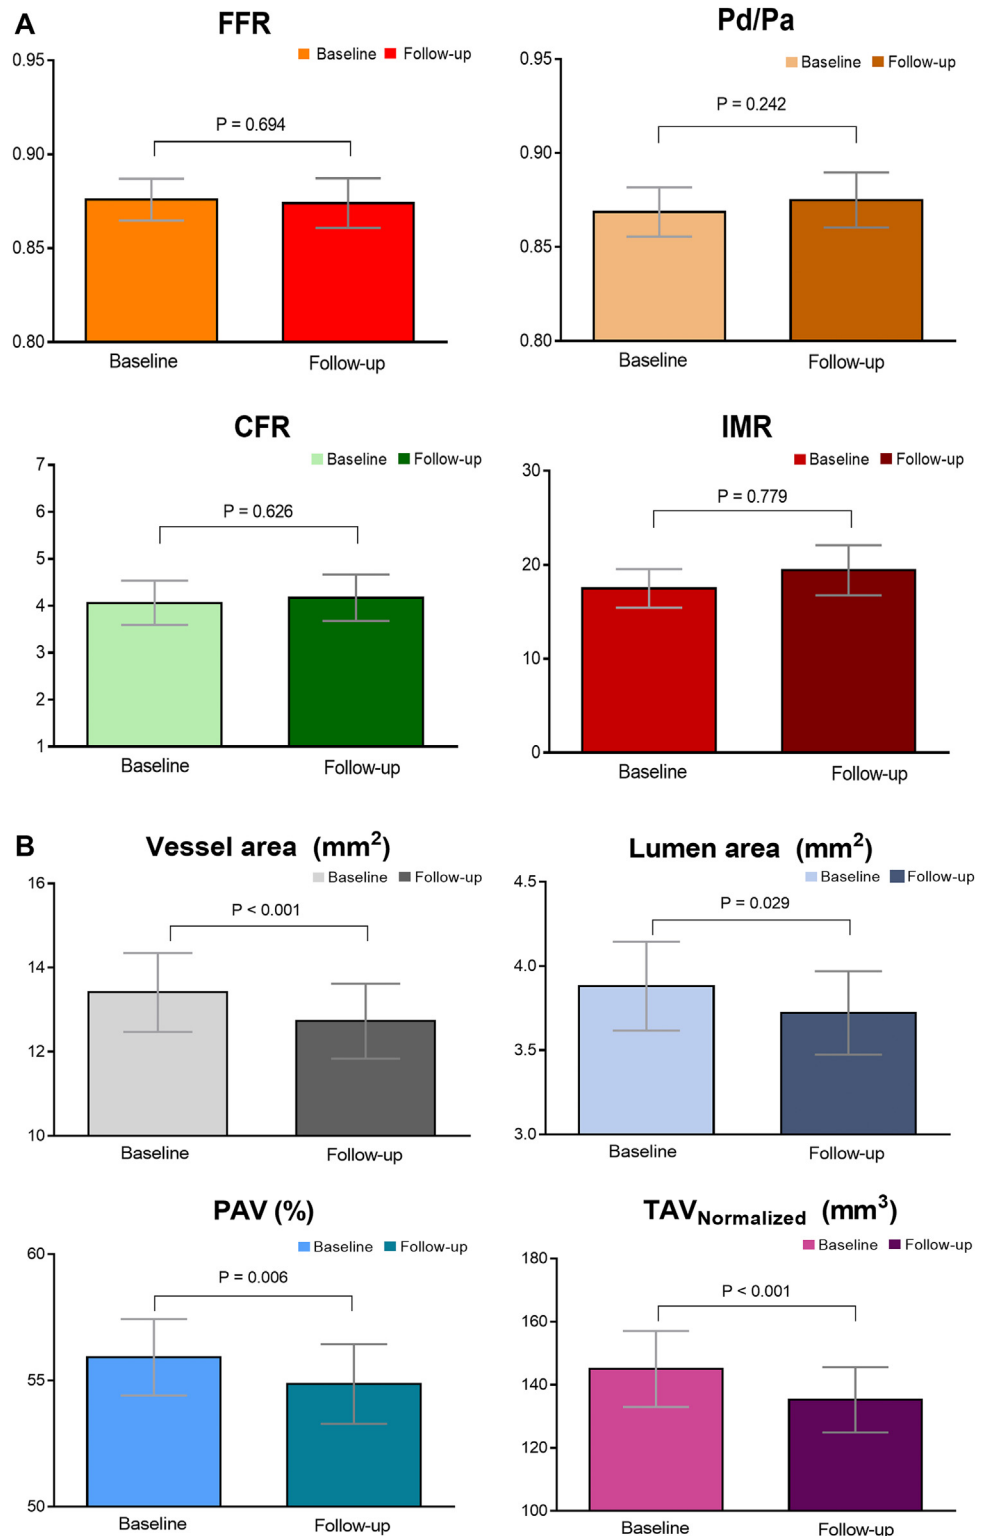 A
FFR
Baseline Follow-up
0.95
P = 0.694
0.90
0.85
0.80
Baseline
Follow-up
Pd/Pa
Baseline Follow-up
0.95
P = 0.242
0.90
0.85
0.80
Baseline
Follow-up
CFR
Baseline Follow-up
7
P = 0.626
6
5
4
3
2
1
Baseline
Follow-up
IMR
Baseline Follow-up
30
P = 0.779
20
10
0
Baseline
Follow-up
B
Vessel area (mm²)
Baseline Follow-up
16
P < 0.001
14
12
10
Baseline
Follow-up
Lumen area (mm²)
Baseline Follow-up
4.5
P = 0.029
4.0
3.5
3.0
Baseline
Follow-up
PAV (%)
Baseline Follow-up
60
P = 0.006
55
50
Baseline
Follow-up
TAVNormalized (mm³)
Baseline Follow-up
180
P < 0.001
160
140
120
100
Baseline
Follow-up